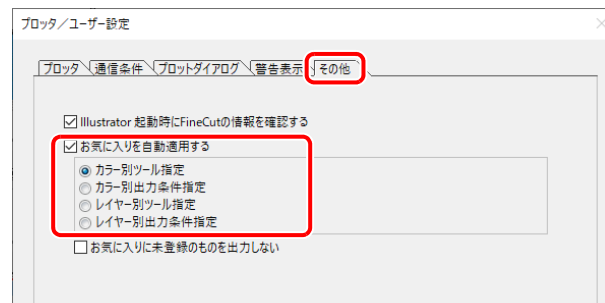 プロッタ／ユーザー設定
プロッタ 通信条件 プロットダイアログ 警告表示 その他
Illustrator 起動時にFineCutの情報を確認する
お気に入りを自動適用する
カラー別ツール指定
カラー別出力条件指定
レイヤー別ツール指定
レイヤー別出力条件指定
お気に入りに未登録のものを出力しない